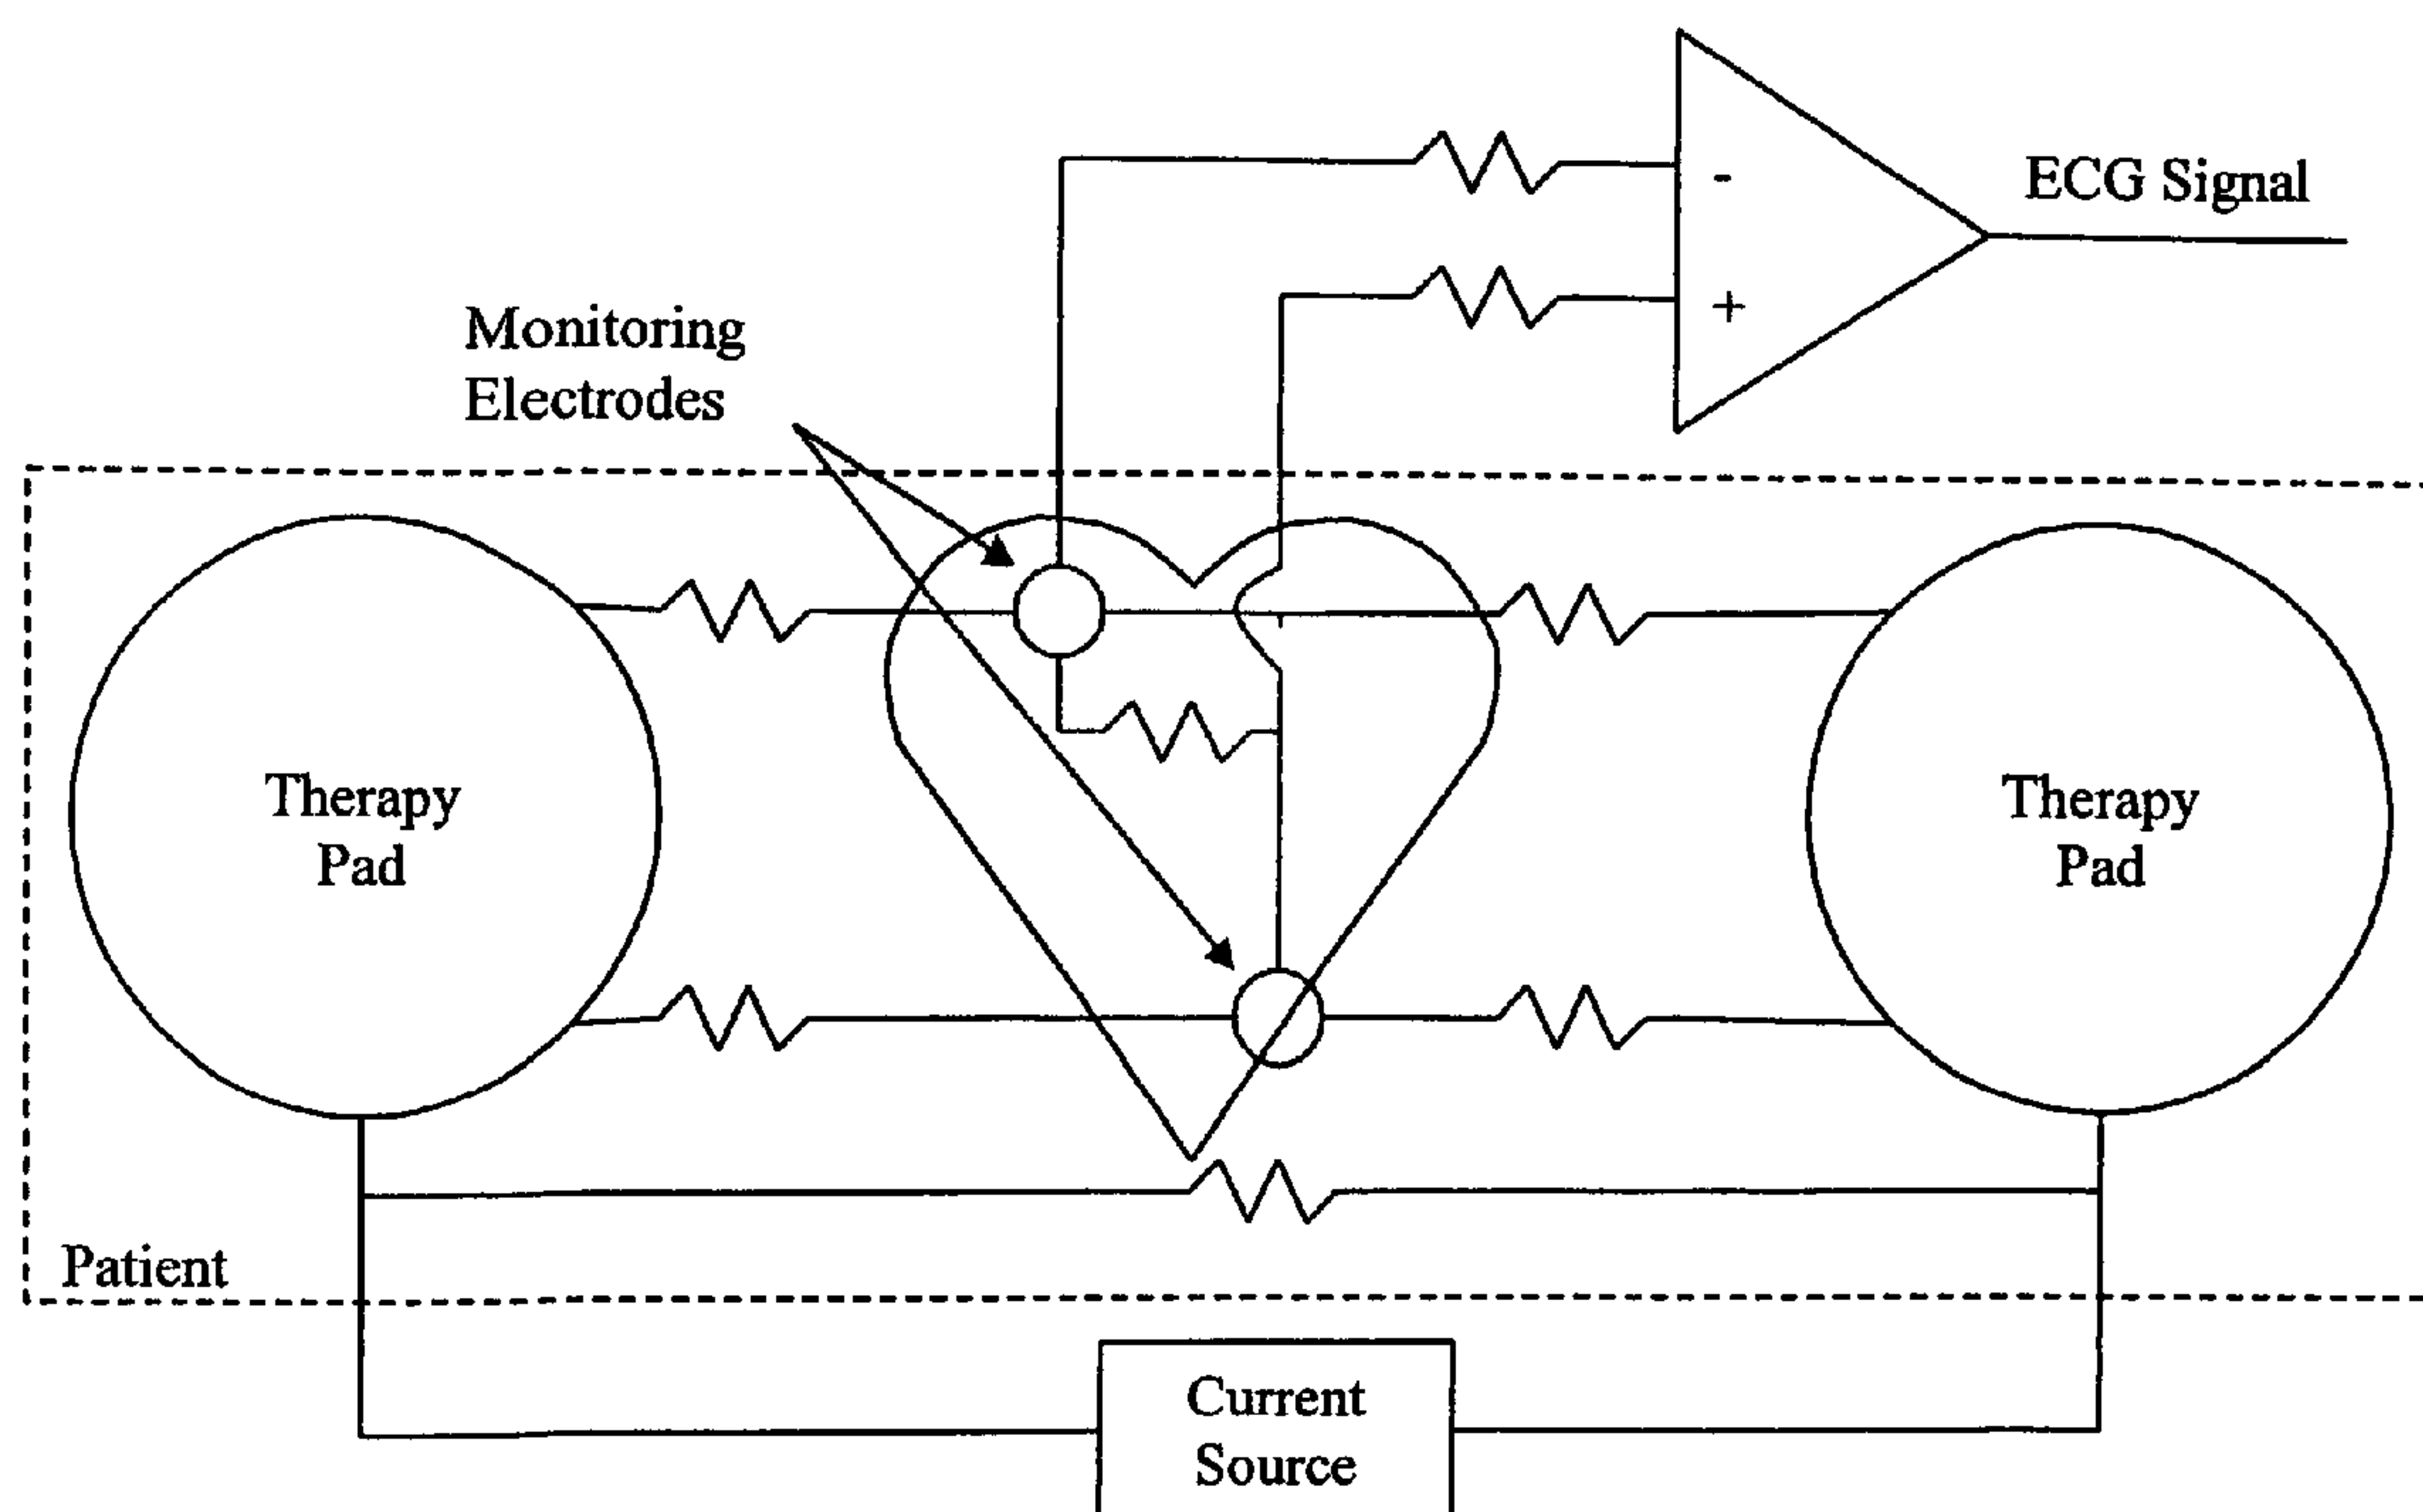 ECG Signal
-
+
Monitoring
Electrodes
Therapy
Pad
Therapy
Pad
Patient
Current
Source